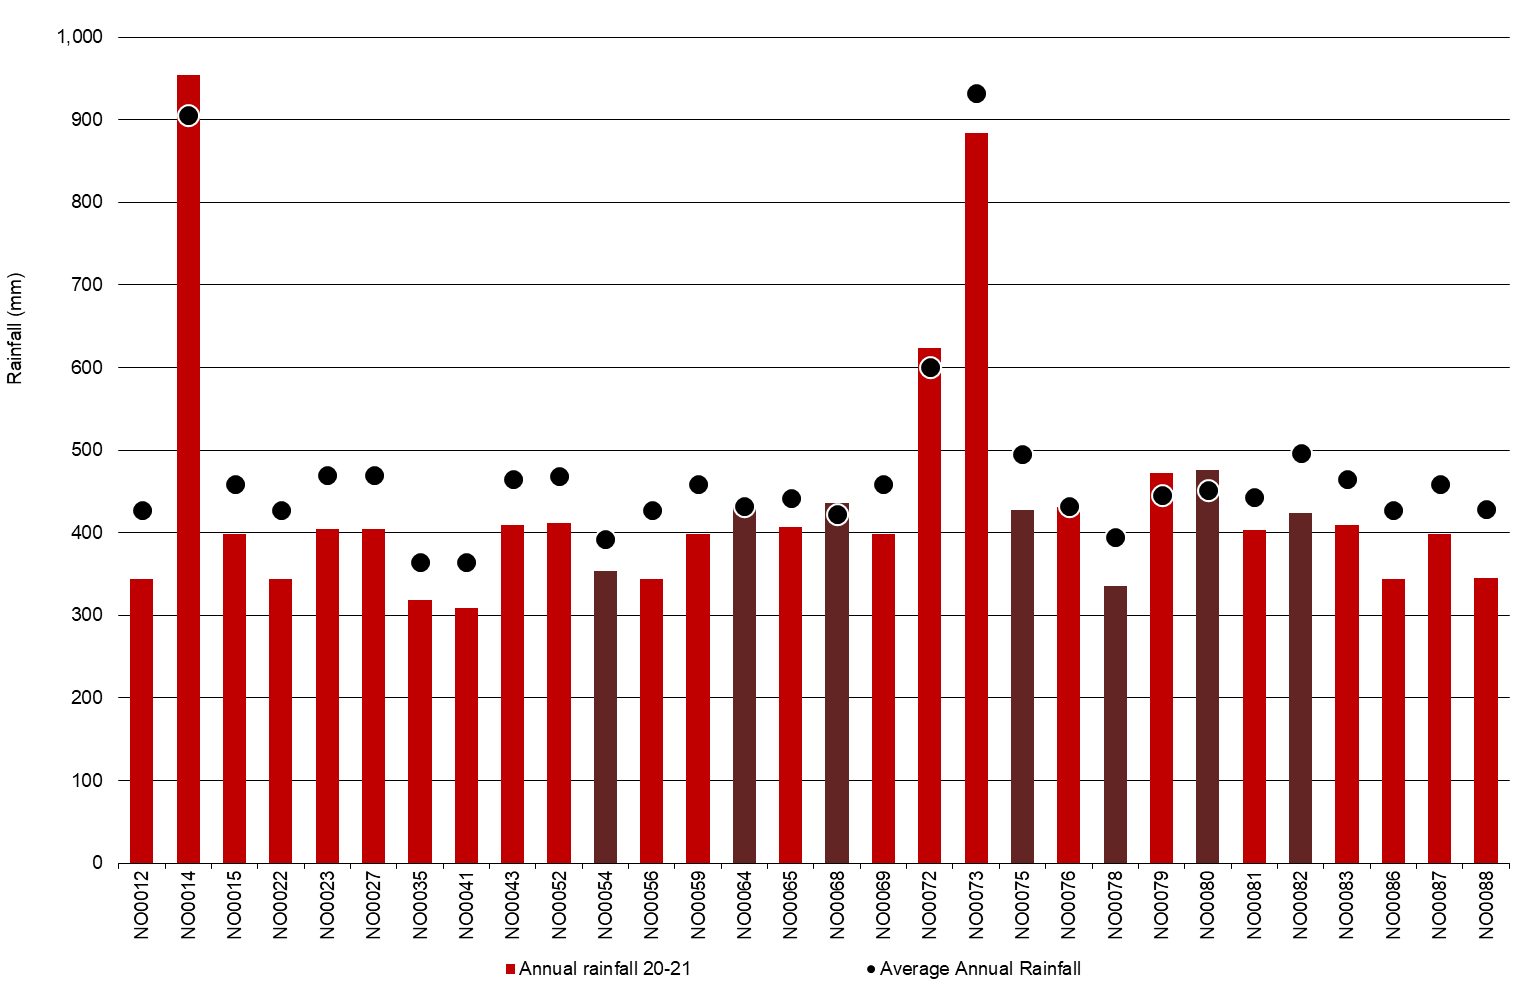 1,000
900
800
700
600
500
400
300
200
100
0
Rainfall (mm)
NO0012
NO0014
NO0015
NO0022
NO0023
NO0027
NO0035
NO0041
NO0043
NO0052
NO0054
NO0056
NO0059
NO0064
NO0065
NO0068
NO0069
NO0072
NO0073
NO0075
NO0076
NO0078
NO0079
NO0080
NO0081
NO0082
NO0083
NO0086
NO0087
NO0088
Annual rainfall 20-21
Average Annual Rainfall